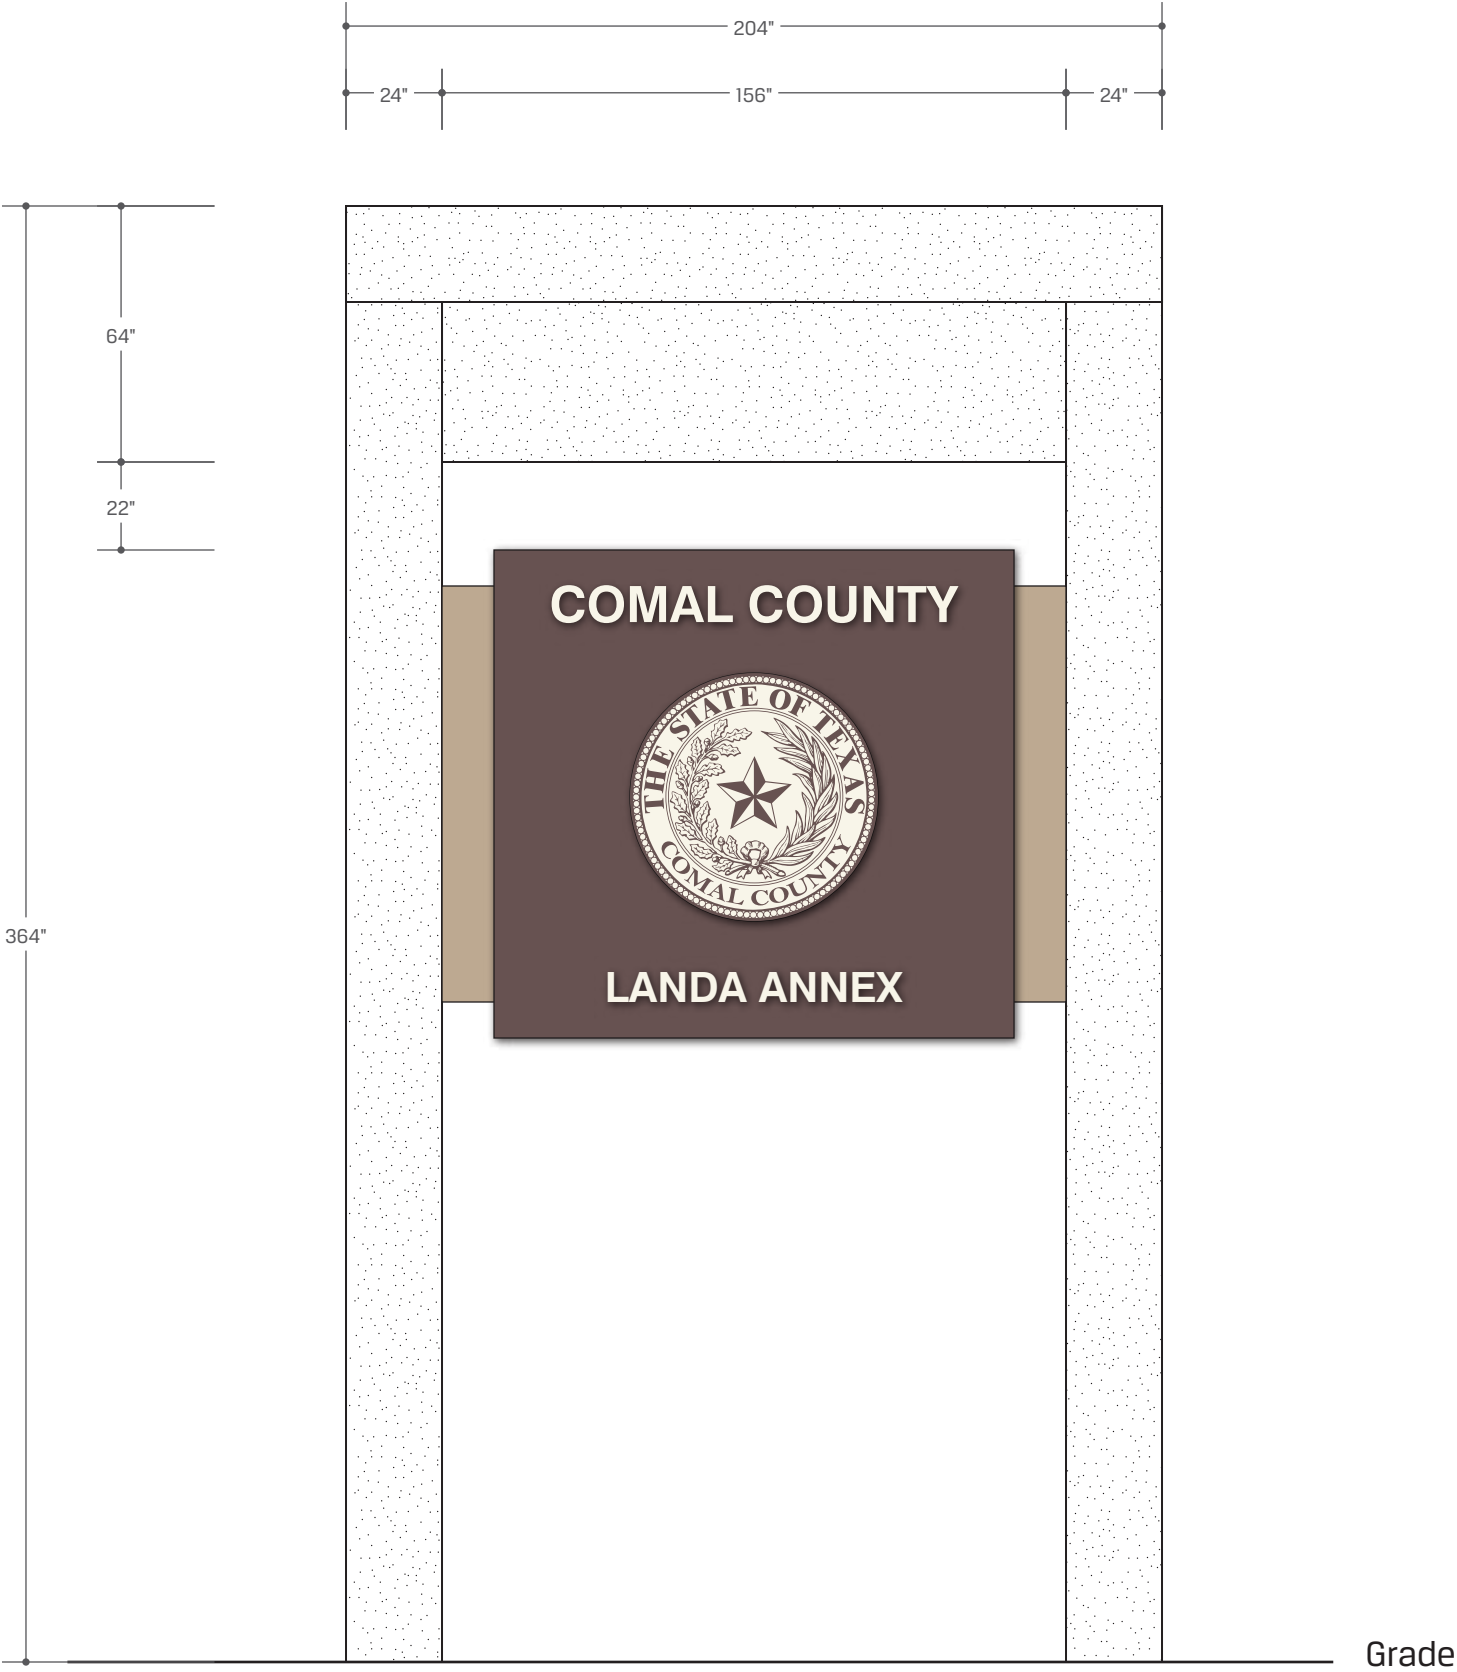 204"
24" 156" 24"
64"
22"
COMAL COUNTY
THE STATE OF TEXAS
COMAL COUNTY
364"
LANDA ANNEX
Grade